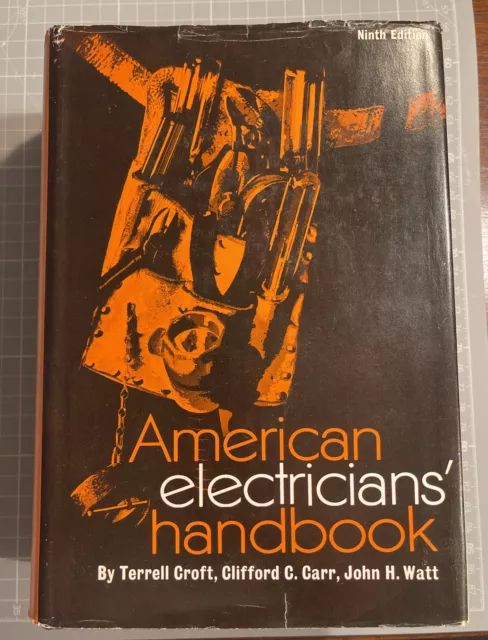 Ninth Edition
American
electricians'
handbook
By Terrell Croft, Clifford C. Carr, John H. Watt